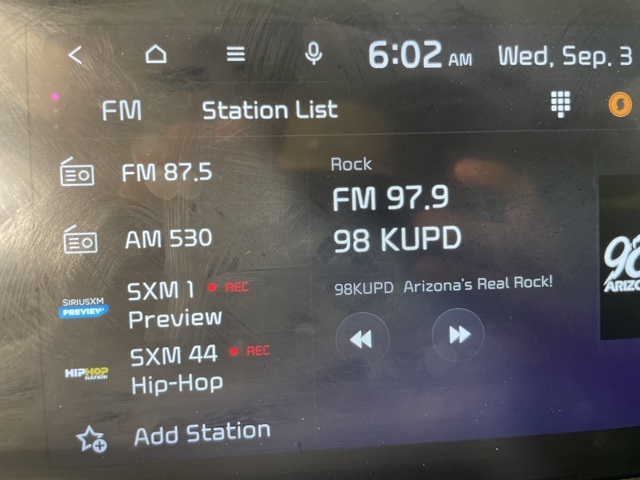 6:02 AM Wed, Sep. 3
FM Station List
FM 87.5
AM 530
SIRIUSXM
PREVIEW
SXM 1 REC
Preview
HIPHOP
NATION
SXM 44 REC
Hip-Hop
Add Station
Rock
FM 97.9
98 KUPD
98KUPD Arizona's Real Rock!
98
ARIZO